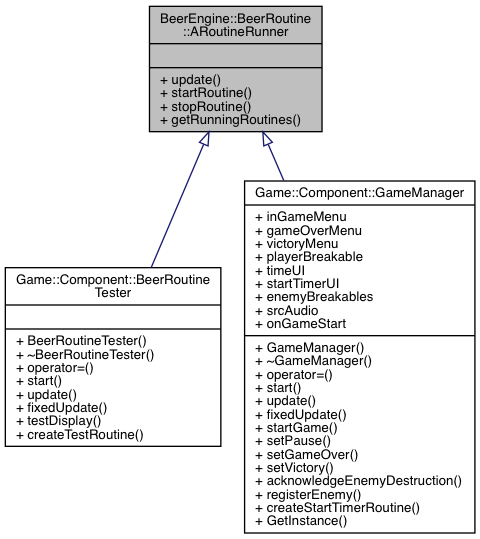 BeerEngine::BeerRoutine
::ARoutineRunner
+ update()
+ startRoutine()
+ stopRoutine()
+ getRunningRoutines()
Game::Component::BeerRoutine
Tester
+ BeerRoutineTester()
+ ~BeerRoutineTester()
+ operator=()
+ start()
+ update()
+ fixedUpdate()
+ testDisplay()
+ createTestRoutine()
Game::Component::GameManager
+ inGameMenu
+ gameOverMenu
+ victoryMenu
+ playerBreakable
+ timeUI
+ startTimerUI
+ enemyBreakables
+ srcAudio
+ onGameStart
+ GameManager()
+ ~GameManager()
+ operator=()
+ start()
+ update()
+ fixedUpdate()
+ startGame()
+ setPause()
+ setGameOver()
+ setVictory()
+ acknowledgeEnemyDestruction()
+ registerEnemy()
+ createStartTimerRoutine()
+ GetInstance()